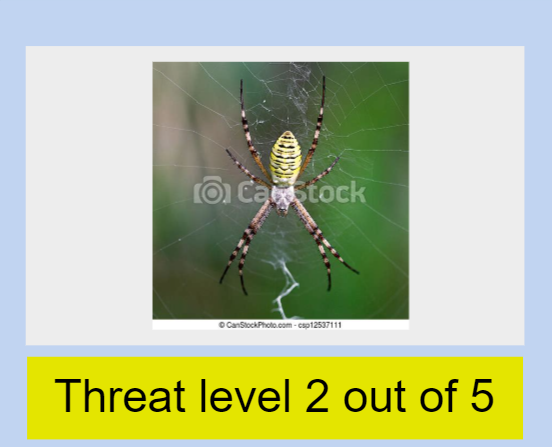 CanStock
© CanStockPhoto.com - csp12537111
Threat level 2 out of 5